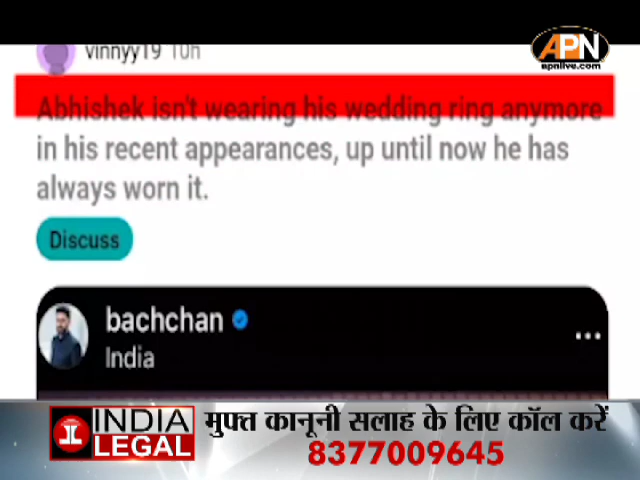 vinnyy19 10h
APN
apnlive.com
Abhishek isn't wearing his wedding ring anymore
in his recent appearances, up until now he has
always worn it.
Discuss
bachchan
India
INDIA
LEGAL
मुफ्त कानूनी सलाह के लिए कॉल करें
8377009645